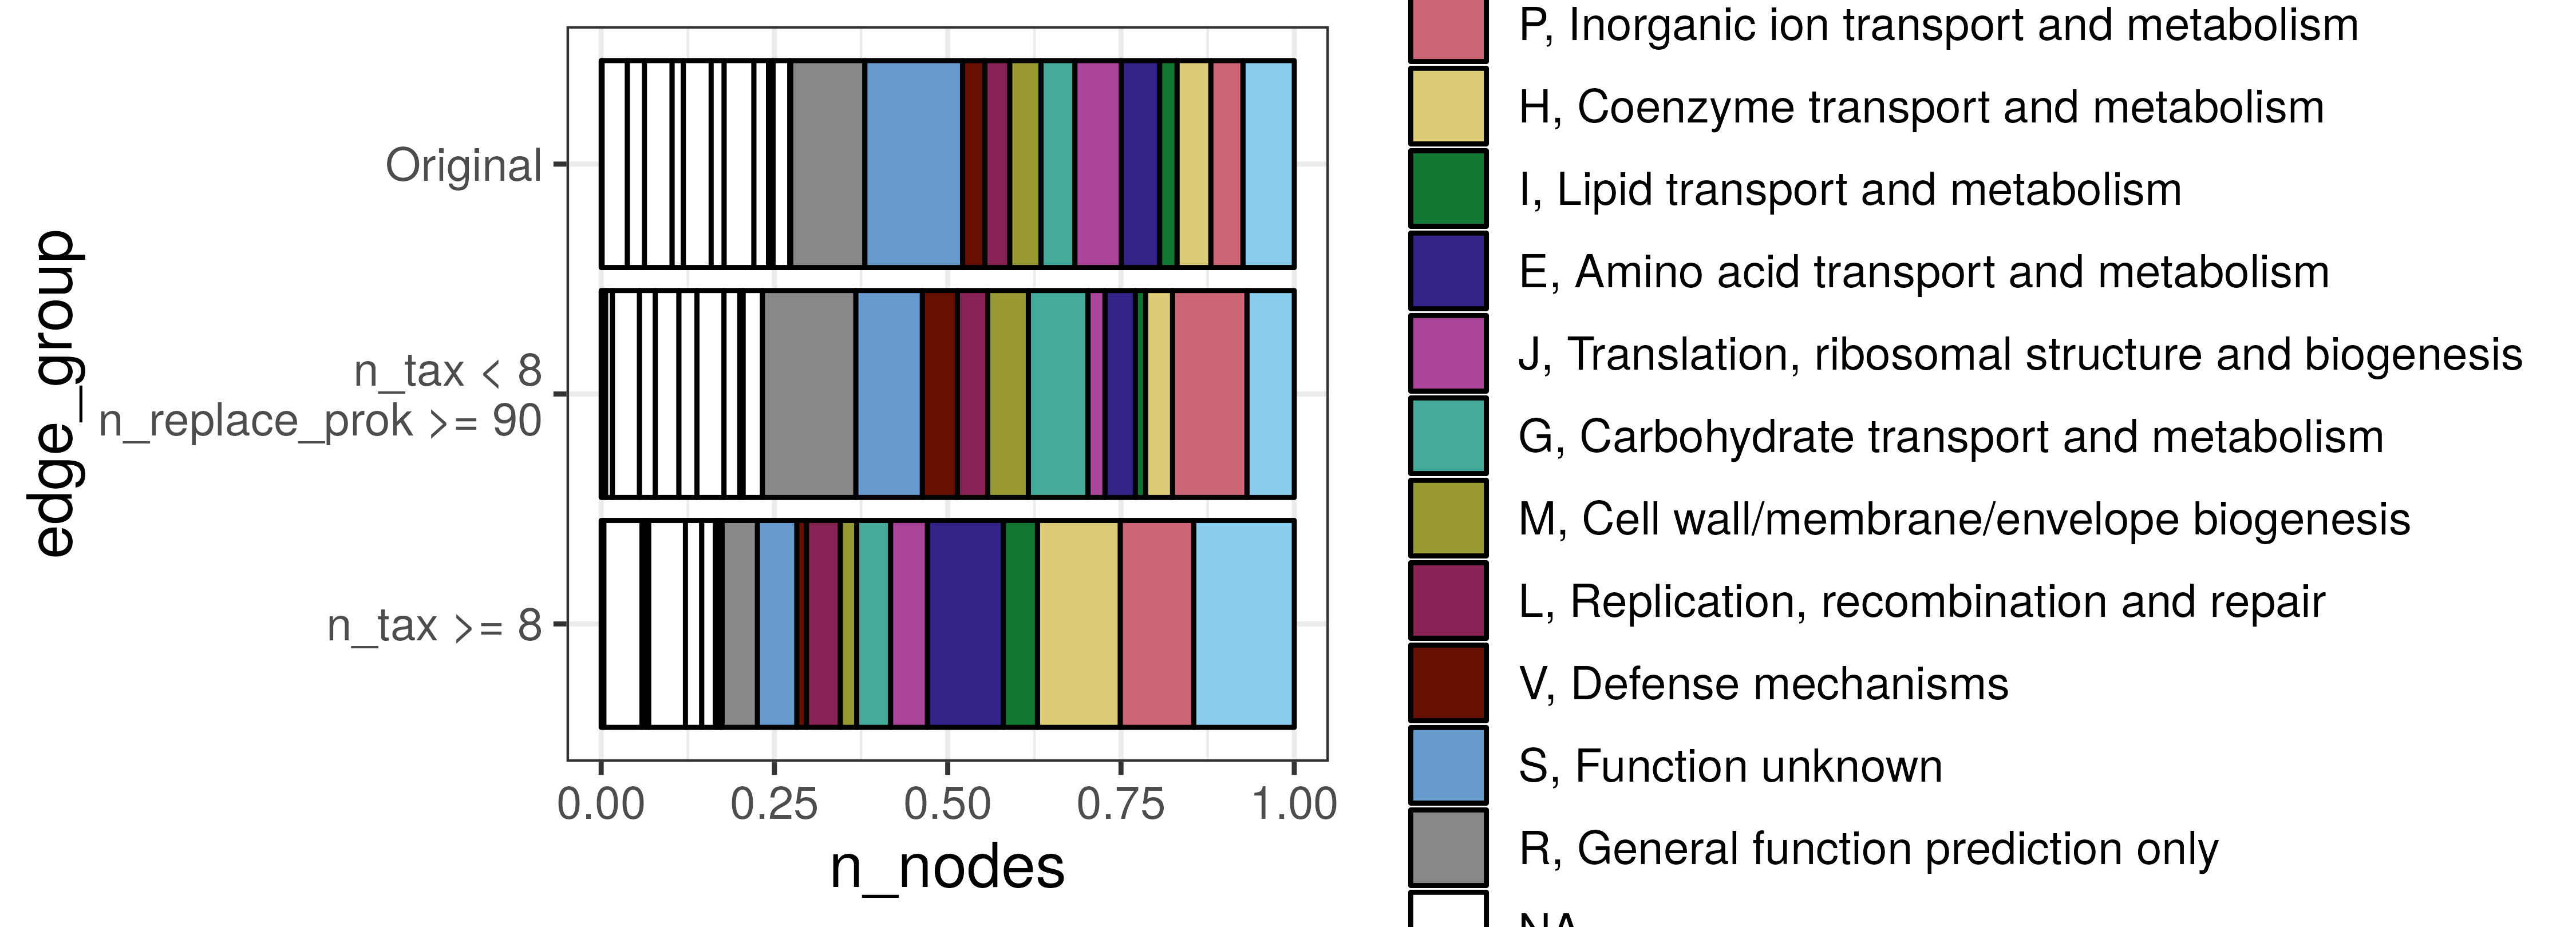 edge_group
Original
n_tax < 8
n_replace_prok >= 90
n_tax >= 8
0.00 0.25 0.50 0.75 1.00
n_nodes
P, Inorganic ion transport and metabolism
H, Coenzyme transport and metabolism
I, Lipid transport and metabolism
E, Amino acid transport and metabolism
J, Translation, ribosomal structure and biogenesis
G, Carbohydrate transport and metabolism
M, Cell wall/membrane/envelope biogenesis
L, Replication, recombination and repair
V, Defense mechanisms
S, Function unknown
R, General function prediction only
NA